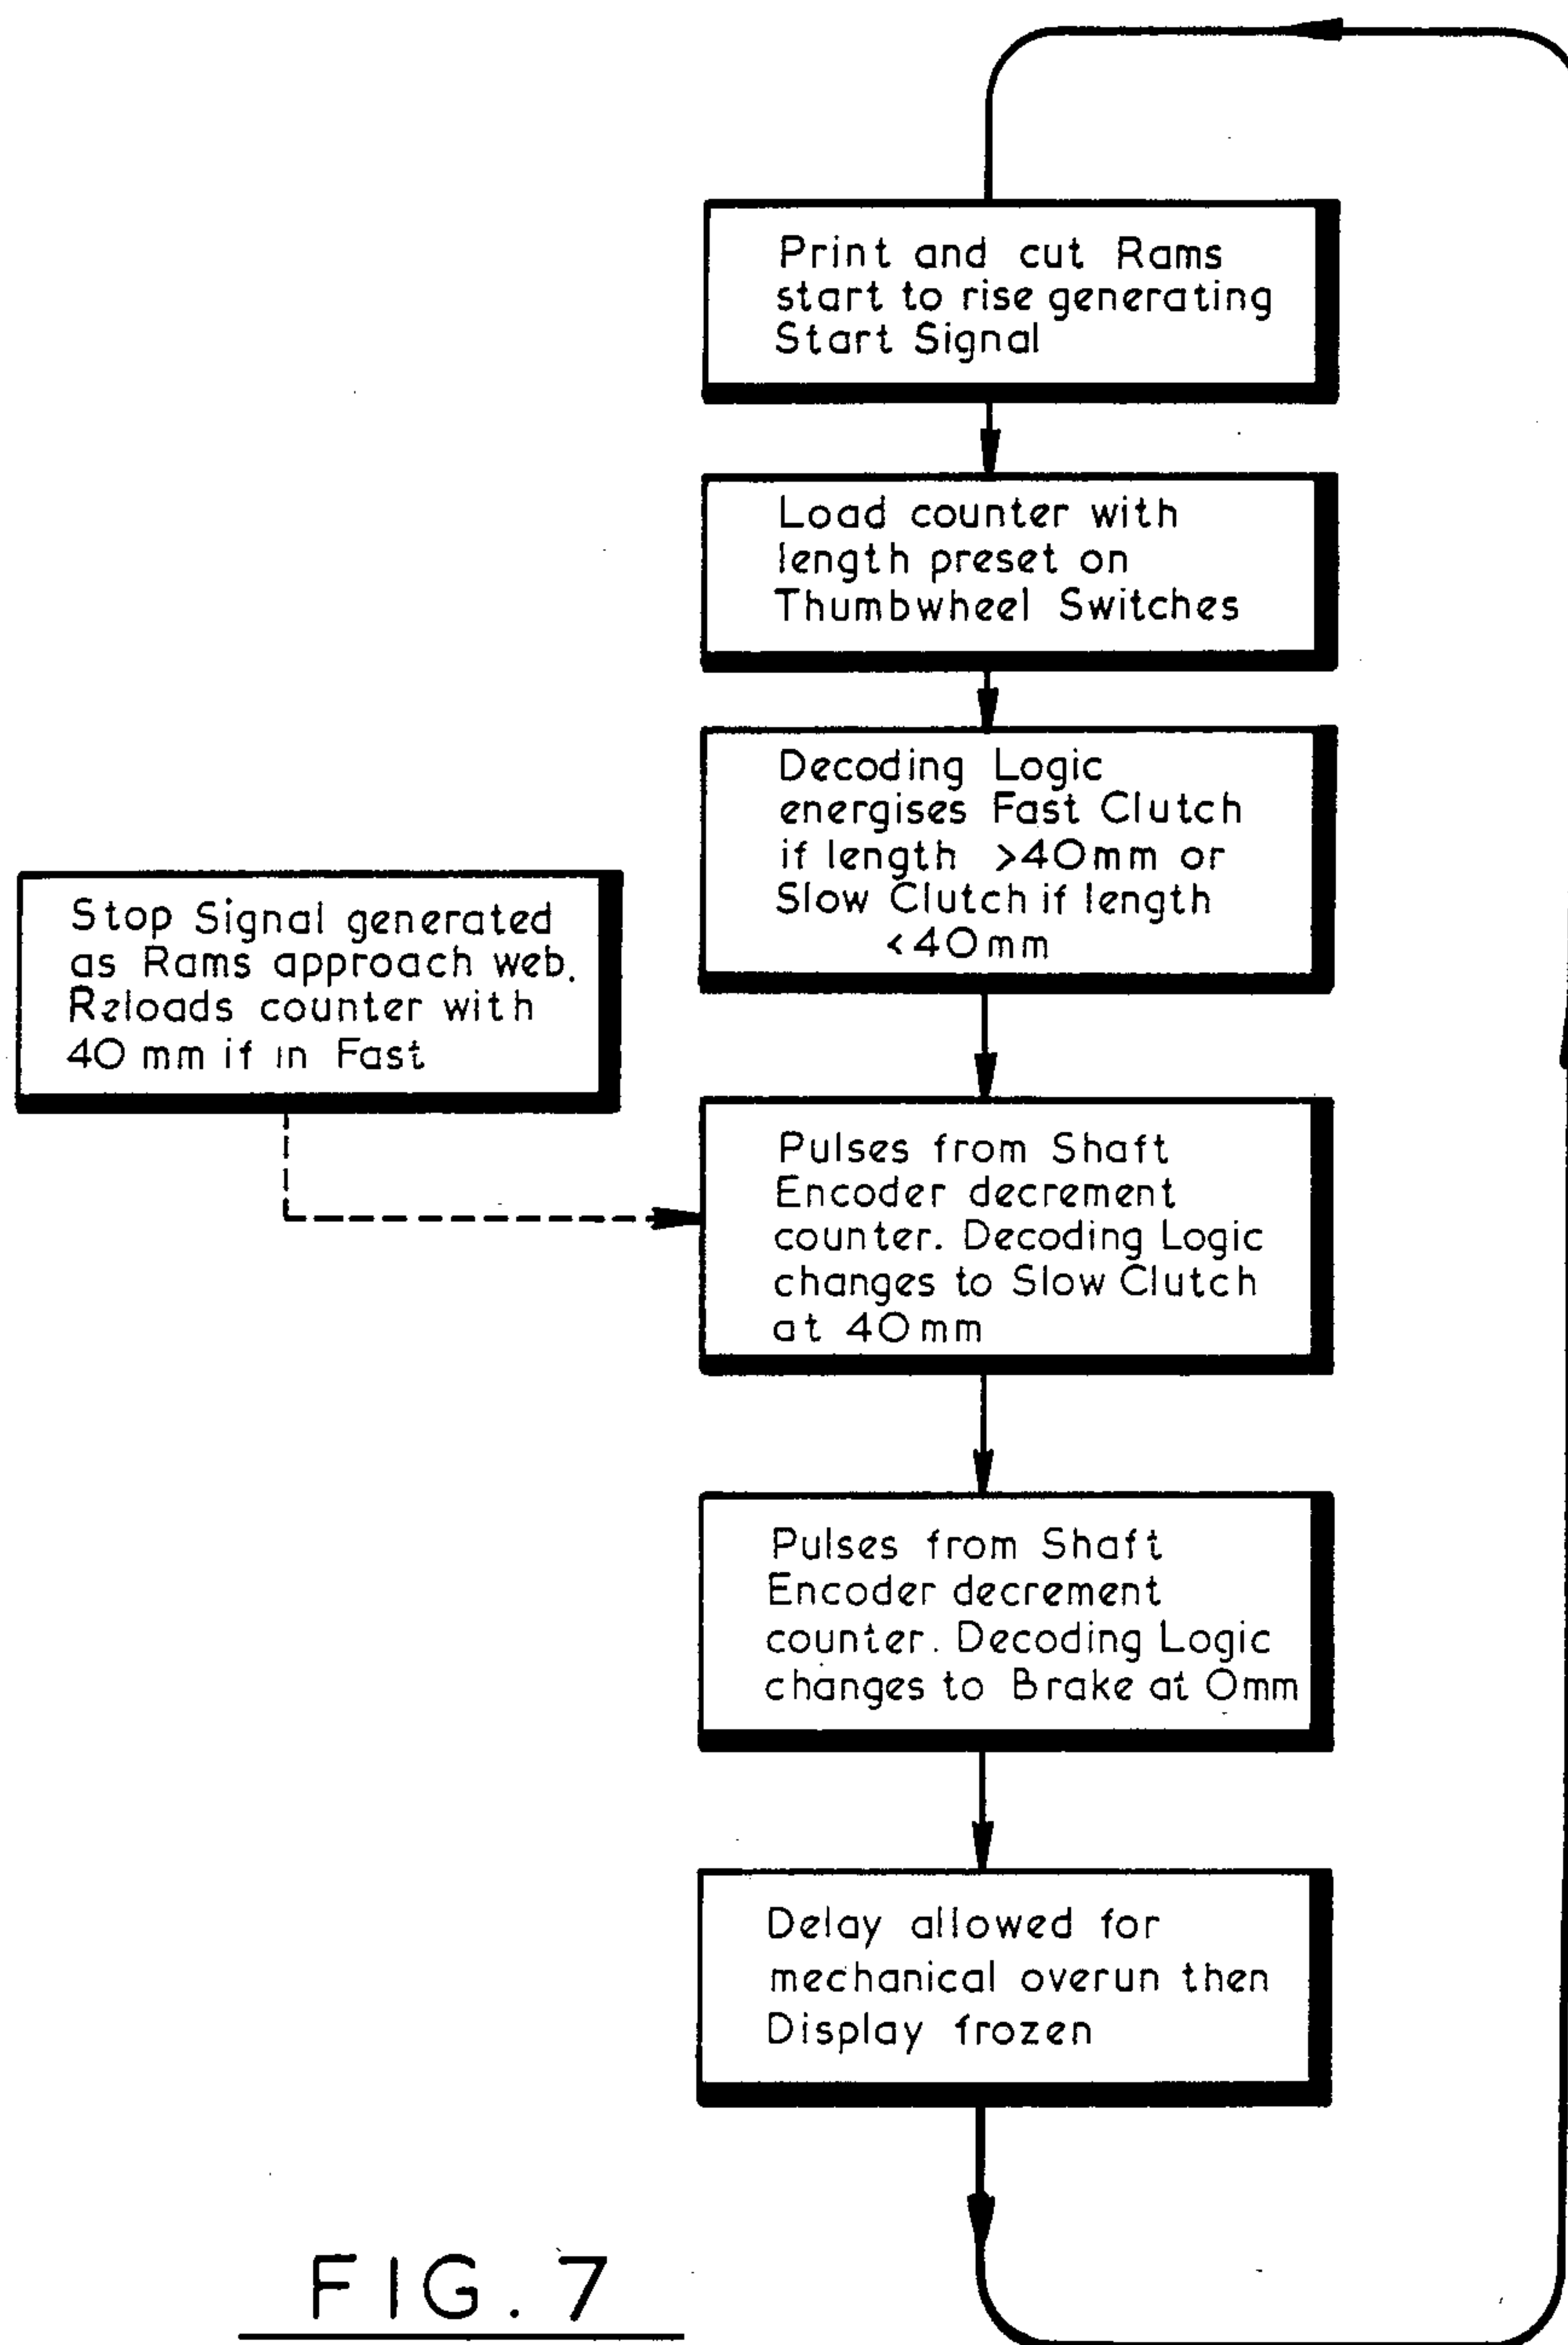 Print and cut Rams
start to rise generating
Start Signal
Load counter with
length preset on
Thumbwheel Switches
Decoding Logic
energises Fast Clutch
if length >40mm or
Slow Clutch if length
<40mm
Stop Signal generated
as Rams approach web.
Reloads counter with
40 mm if in Fast
Pulses from Shaft
Encoder decrement
counter. Decoding Logic
changes to Slow Clutch
at 40mm
Pulses from Shaft
Encoder decrement
counter. Decoding Logic
changes to Brake at 0mm
Delay allowed for
mechanical overun then
Display frozen
FIG. 7